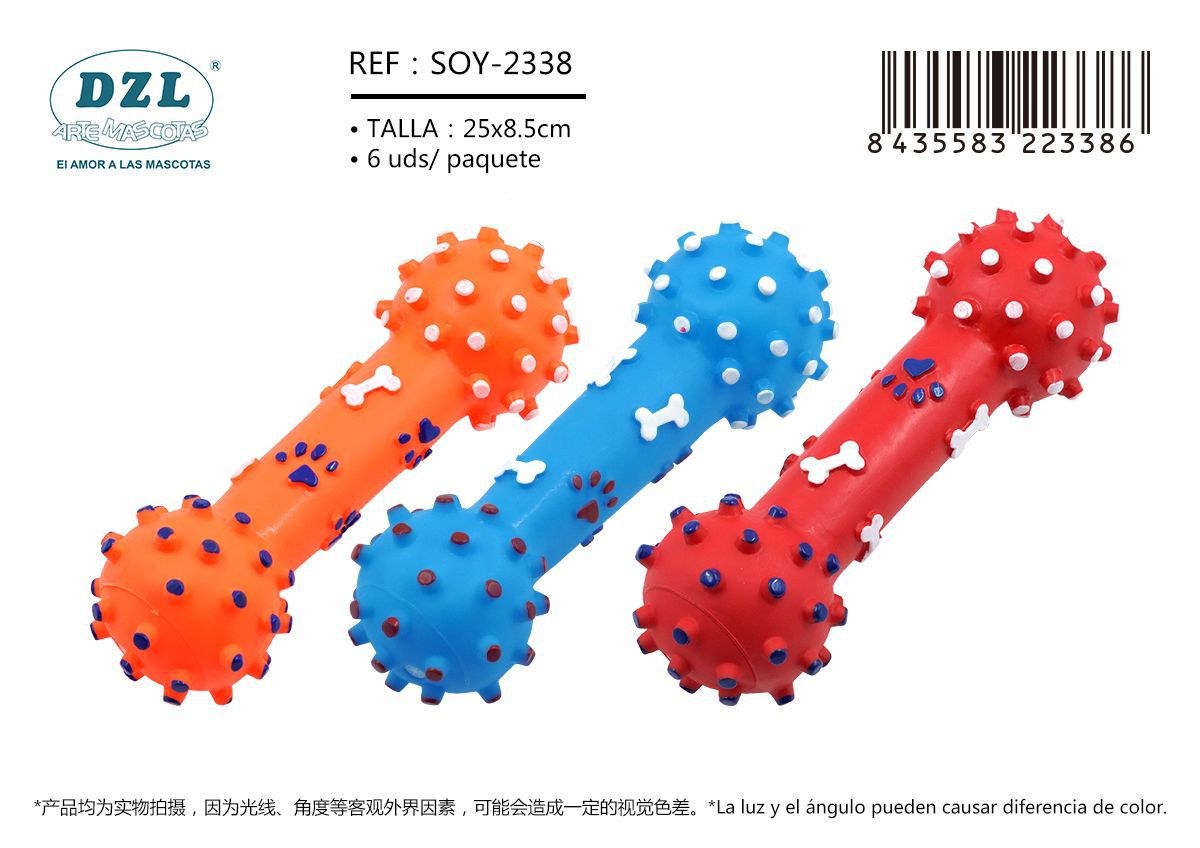 DZL ®
ARTE MASCOTAS
El AMOR A LAS MASCOTAS
REF : SOY-2338
• TALLA : 25x8.5cm
• 6 uds/ paquete
8 435583 223386
*产品均为实物拍摄，因为光线、角度等客观外界因素，可能会造成一定的视觉色差。*La luz y el ángulo pueden causar diferencia de color.